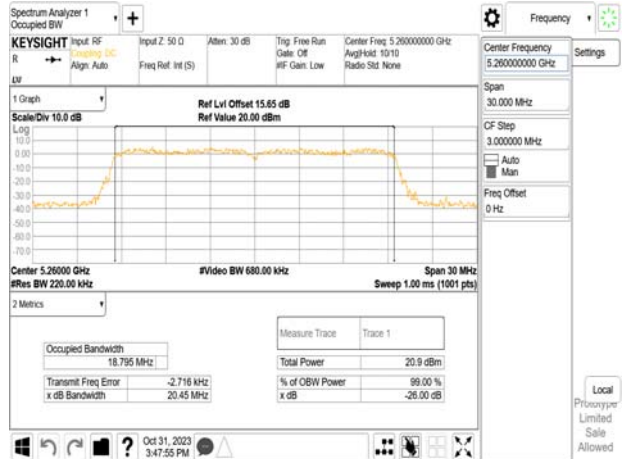 Spectrum Analyzer 1
Occupied BW
Frequency
KEYSIGHT
Input: RF
Coupling: DC
Align: Auto
Input Z: 50 Ω
Freq Ref: Int (S)
Atten: 30 dB
Trig: Free Run
Gate: Off
#IF Gain: Low
Center Freq: 5.260000000 GHz
Avg|Hold: 10/10
Radio Std: None
R
Center Frequency
5.260000000 GHz
Settings
Span
30.000 MHz
CF Step
3.000000 MHz
Auto
Man
Freq Offset
0 Hz
1 Graph
Scale/Div 10.0 dB
Ref Lvl Offset 15.65 dB
Ref Value 20.00 dBm
Log
10.0
0.00
-10.0
-20.0
-30.0
-40.0
-50.0
-60.0
-70.0
Center 5.26000 GHz
#Video BW 680.00 kHz
Span 30 MHz
#Res BW 220.00 kHz
Sweep 1.00 ms (1001 pts)
2 Metrics
Measure Trace
Trace 1
Occupied Bandwidth
18.795 MHz
Total Power
20.9 dBm
Transmit Freq Error
-2.716 kHz
% of OBW Power
99.00 %
x dB Bandwidth
20.45 MHz
x dB
-26.00 dB
Local
Prototype
Limited
Sale
Allowed
Oct 31, 2023
3:47:55 PM